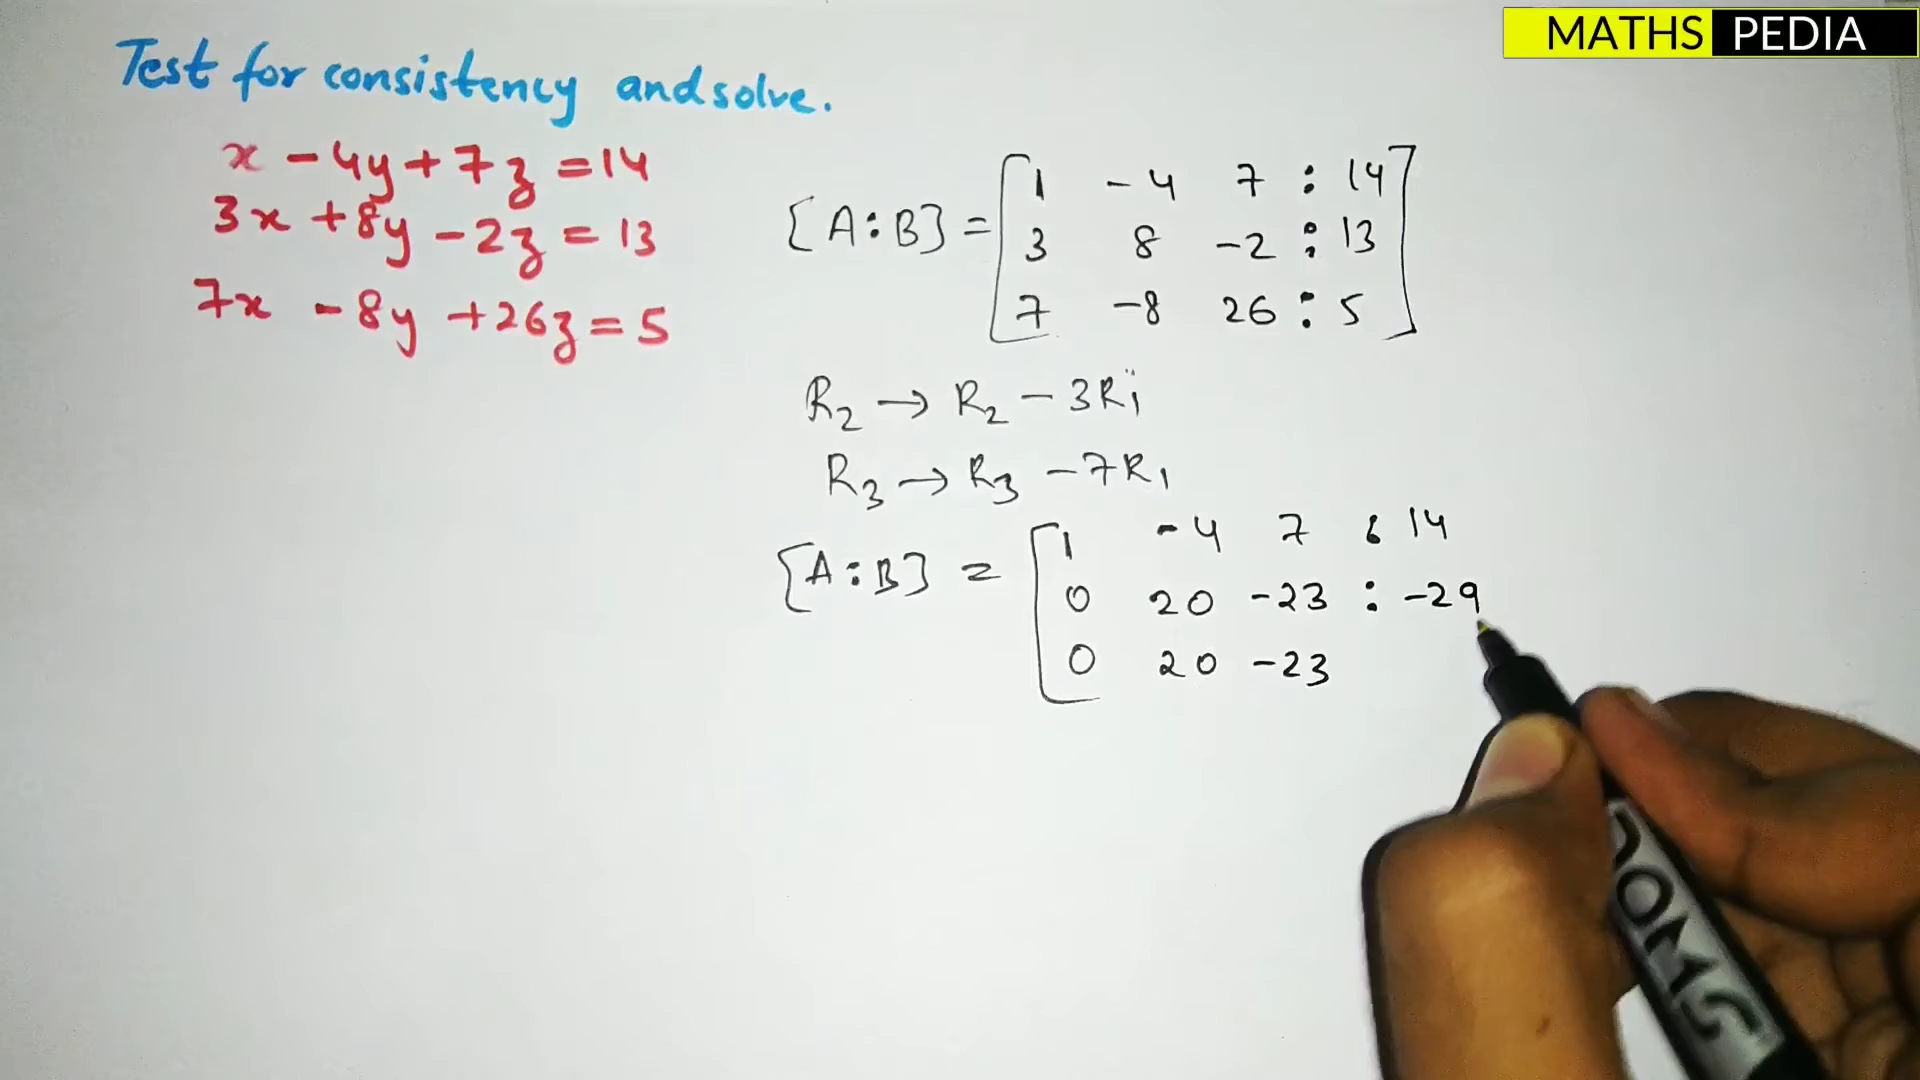 MATHS PEDIA
Test for consistency and solve.
x - 4y + 7z = 14
3x + 8y - 2z = 13
7x - 8y + 26z = 5
[A:B] = [1 -4 7 : 14
3 8 -2 : 13
7 -8 26 : 5]
R₂ → R₂ - 3R₁
R₃ → R₃ - 7R₁
[A:B] = [1 -4 7 : 14
0 20 -23 : -29
0 20 -23
DOMS